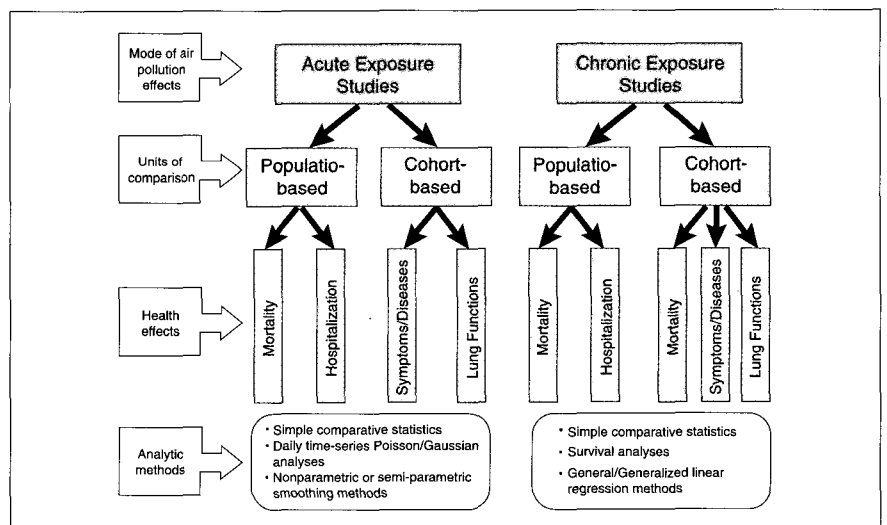 Mode of air
pollution
effects
Acute Exposure
Studies
Chronic Exposure
Studies
Units of
comparison
Populatio-
based
Cohort-
based
Populatio-
based
Cohort-
based
Health
effects
Mortality
Hospitalization
Symptoms/Diseases
Lung Functions
Mortality
Hospitalization
Mortality
Symptoms/Diseases
Lung Functions
Analytic
methods
· Simple comparative statistics
· Daily time-series Poisson/Gaussian
analyses
· Nonparametric or semi-parametric
smoothing methods
· Simple comparative statistics
· Survival analyses
· General/Generalized linear
regression methods